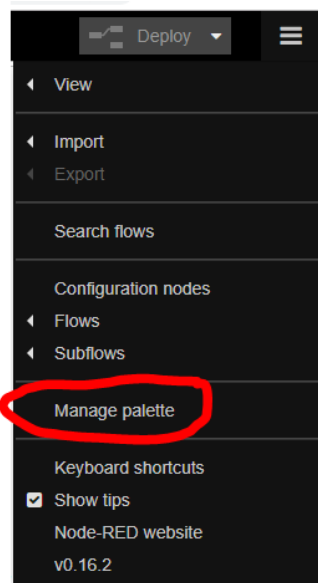 Deploy
View
Import
Export
Search flows
Configuration nodes
Flows
Subflows
Manage palette
Keyboard shortcuts
Show tips
Node-RED website
v0.16.2